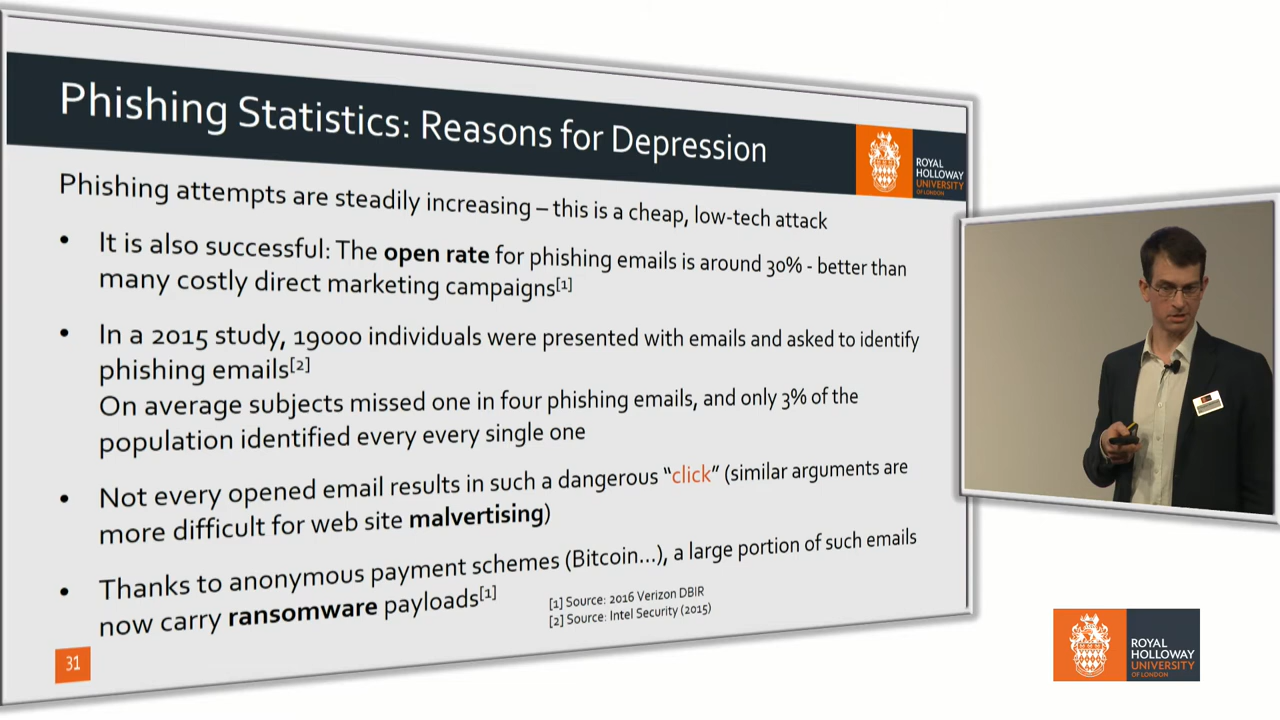 Phishing Statistics: Reasons for Depression
ROYAL
HOLLOWAY
UNIVERSITY
OF LONDON
Phishing attempts are steadily increasing – this is a cheap, low-tech attack
• It is also successful: The open rate for phishing emails is around 30% - better than
many costly direct marketing campaigns[1]
• In a 2015 study, 19000 individuals were presented with emails and asked to identify
phishing emails[2]
On average subjects missed one in four phishing emails, and only 3% of the
population identified every every single one
• Not every opened email results in such a dangerous “click” (similar arguments are
more difficult for web site malvertising)
• Thanks to anonymous payment schemes (Bitcoin...), a large portion of such emails
now carry ransomware payloads[1]
[1] Source: 2016 Verizon DBIR
[2] Source: Intel Security (2015)
31
ROYAL
HOLLOWAY
UNIVERSITY
OF LONDON